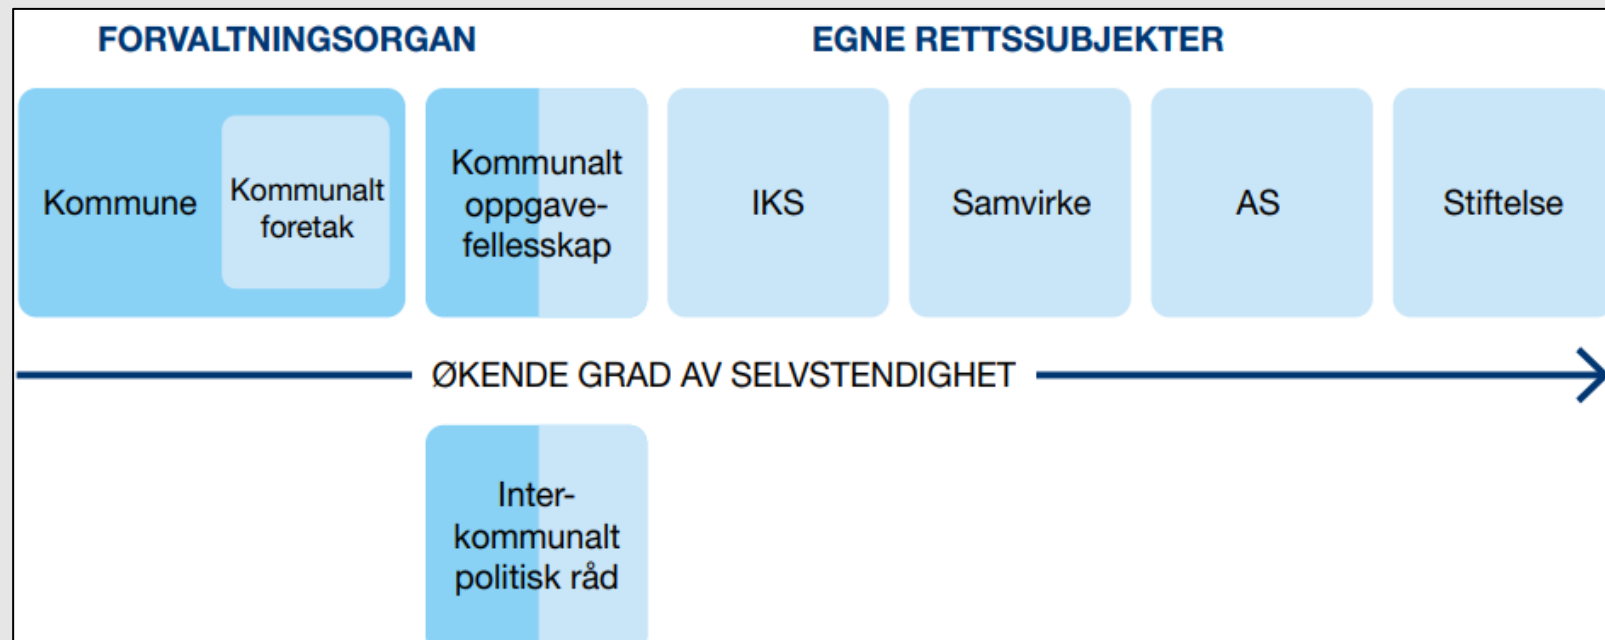 FORVALTNINGSORGAN
EGNE RETTSSUBJEKTER
Kommune
Kommunalt
foretak
Kommunalt
oppgave-
fellesskap
IKS
Samvirke
AS
Stiftelse
ØKENDE GRAD AV SELVSTENDIGHET
Inter-
kommunalt
politisk råd